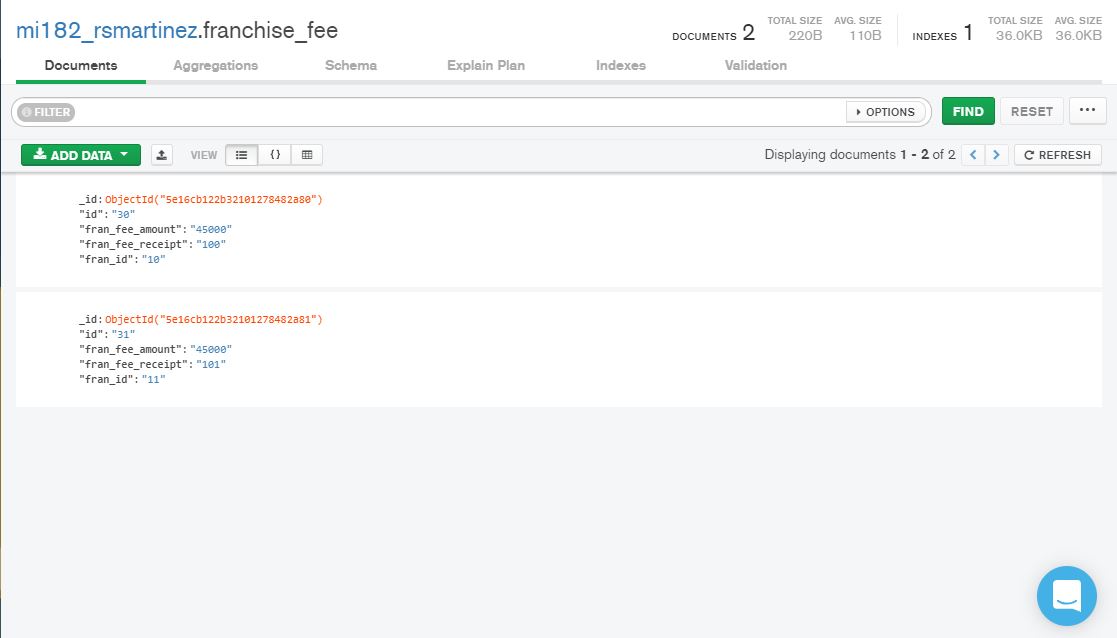 mi182_rsmartinez.franchise_fee
DOCUMENTS 2 TOTAL SIZE 220B AVG. SIZE 110B INDEXES 1 TOTAL SIZE 36.0KB AVG. SIZE 36.0KB
Documents Aggregations Schema Explain Plan Indexes Validation
FILTER OPTIONS FIND RESET ...
ADD DATA VIEW {} Displaying documents 1 - 2 of 2 < > REFRESH
_id: ObjectId("5e16cb122b32101278482a80")
"id": "30"
"fran_fee_amount": "45000"
"fran_fee_receipt": "100"
"fran_id": "10"
_id: ObjectId("5e16cb122b32101278482a81")
"id": "31"
"fran_fee_amount": "45000"
"fran_fee_receipt": "101"
"fran_id": "11"